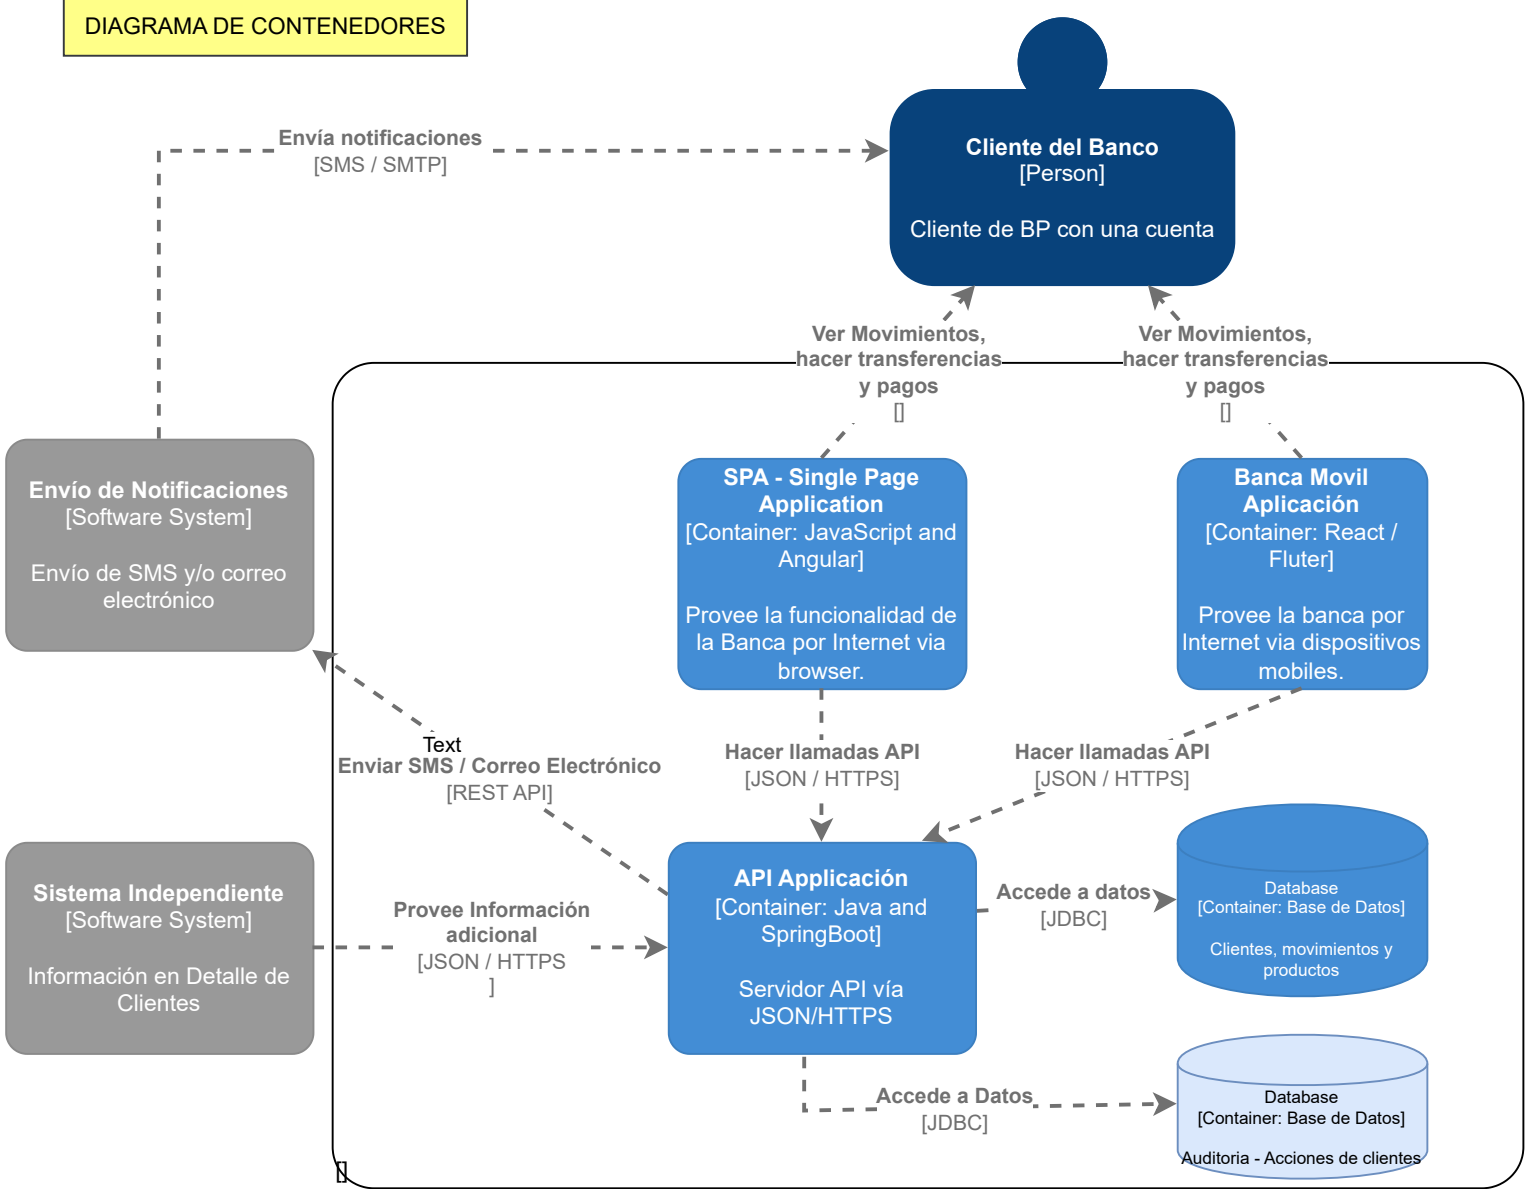 DIAGRAMA DE CONTENEDORES
Envía notificaciones
[SMS / SMTP]
Cliente del Banco
[Person]
Cliente de BP con una cuenta
Ver Movimientos,
hacer transferencias
y pagos
[]
Ver Movimientos,
hacer transferencias
y pagos
[]
Envío de Notificaciones
[Software System]
Envío de SMS y/o correo
electrónico
SPA - Single Page
Application
[Container: JavaScript and
Angular]
Provee la funcionalidad de
la Banca por Internet via
browser.
Banca Movil
Aplicación
[Container: React /
Fluter]
Provee la banca por
Internet via dispositivos
mobiles.
Text
Enviar SMS / Correo Electrónico
[REST API]
Hacer llamadas API
[JSON / HTTPS]
Hacer llamadas API
[JSON / HTTPS]
Sistema Independiente
[Software System]
Información en Detalle de
Clientes
Provee Información
adicional
[JSON / HTTPS
]
API Applicación
[Container: Java and
SpringBoot]
Servidor API vía
JSON/HTTPS
Accede a datos
[JDBC]
Database
[Container: Base de Datos]
Clientes, movimientos y
productos
Accede a Datos
[JDBC]
Database
[Container: Base de Datos]
Auditoria - Acciones de clientes
[]